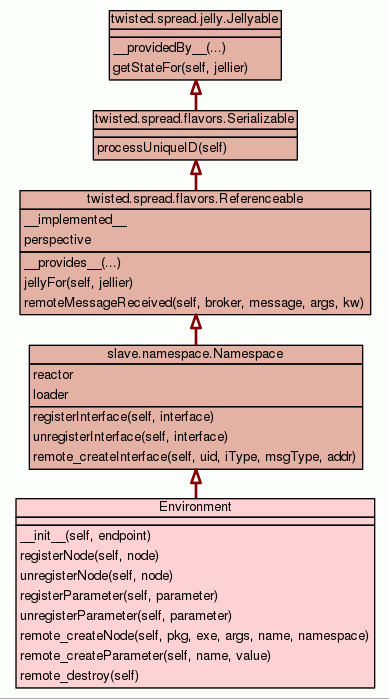 twisted.spread.jelly.Jellyable
__providedBy__(...)
getStateFor(self, jellier)
twisted.spread.flavors.Serializable
processUniqueID(self)
twisted.spread.flavors.Referenceable
__implemented__
perspective
__provides__(...)
jellyFor(self, jellier)
remoteMessageReceived(self, broker, message, args, kw)
slave.namespace.Namespace
reactor
loader
registerInterface(self, interface)
unregisterInterface(self, interface)
remote_createInterface(self, uid, iType, msgType, addr)
Environment
__init__(self, endpoint)
registerNode(self, node)
unregisterNode(self, node)
registerParameter(self, parameter)
unregisterParameter(self, parameter)
remote_createNode(self, pkg, exe, args, name, namespace)
remote_createParameter(self, name, value)
remote_destroy(self)